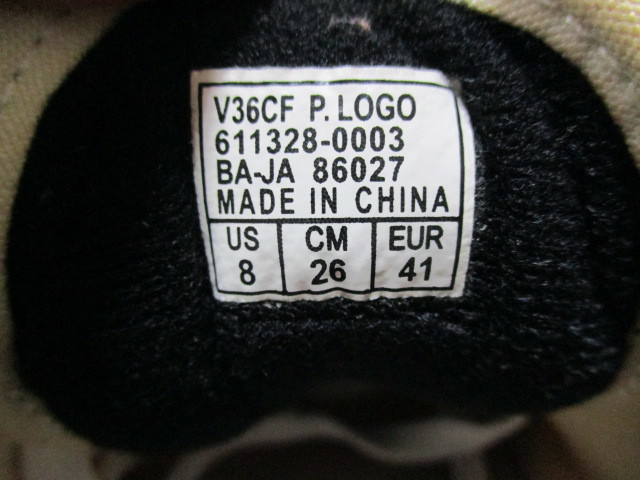 V36CF P. LOGO
611328-0003
BA-JA 86027
MADE IN CHINA
US CM EUR
8 26 41